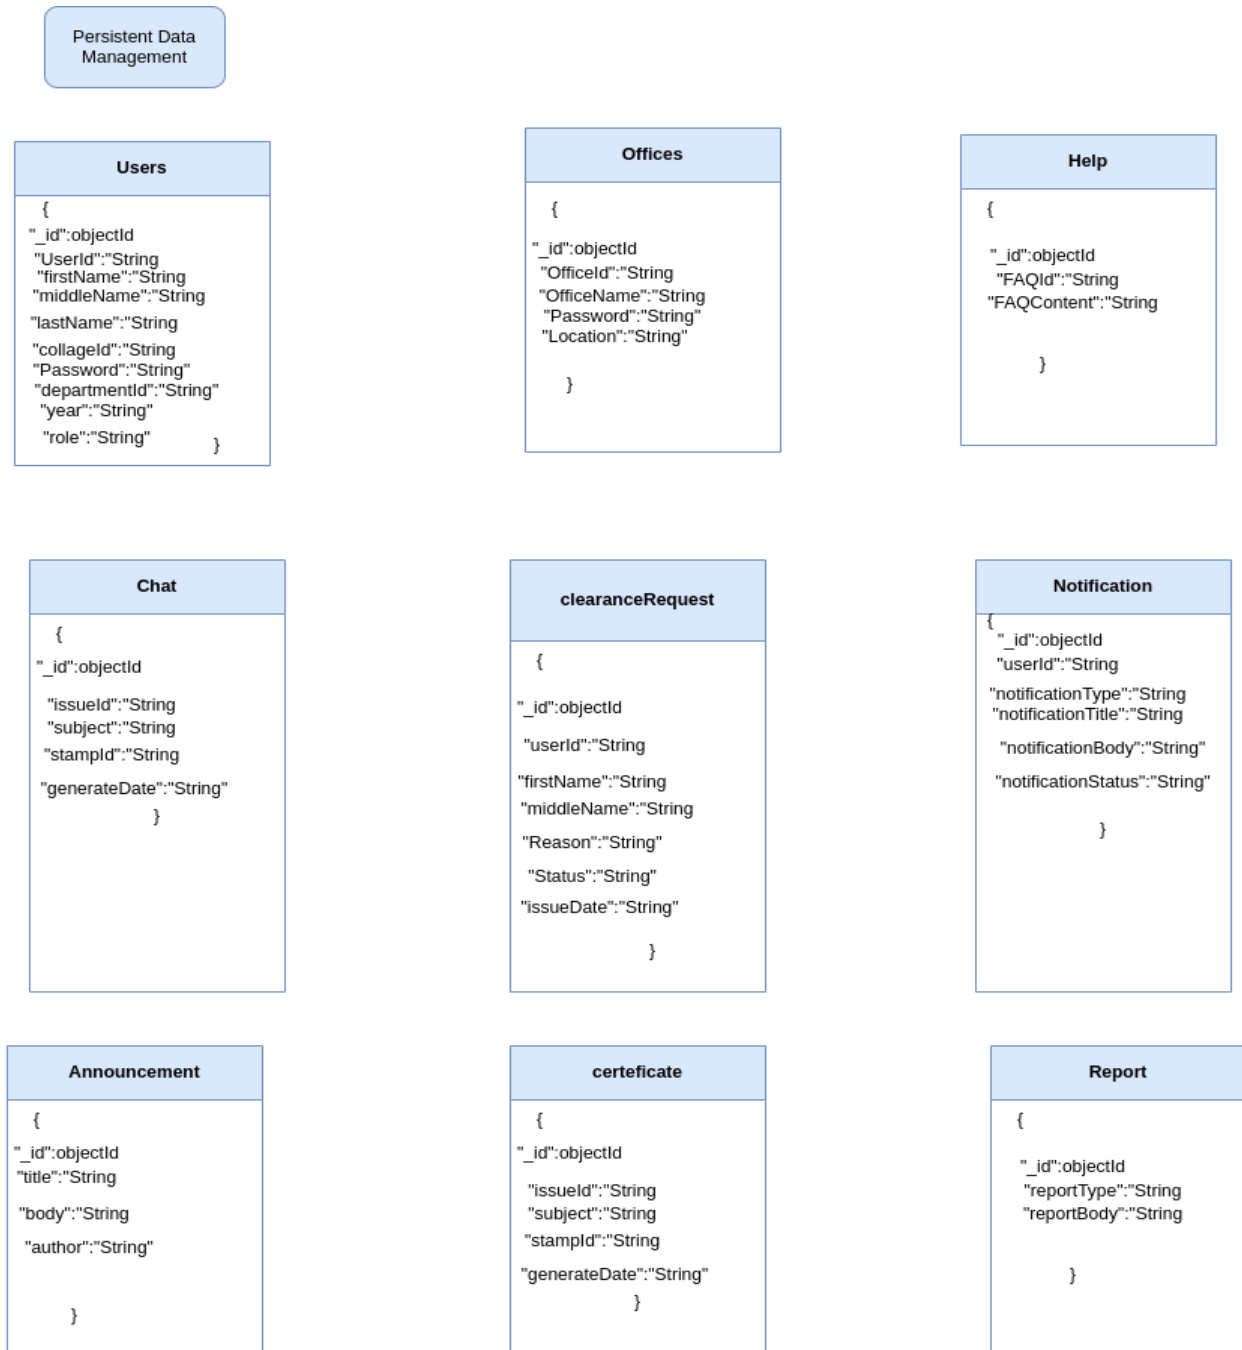 Persistent Data
Management
Users
{
"_id":objectId
"UserId":"String
"firstName":"String
"middleName":"String
"lastName":"String
"collageId":"String
"Password":"String"
"departmentId":"String"
"year":"String"
"role":"String"
}
Offices
{
"_id":objectId
"OfficeId":"String
"OfficeName":"String
"Password":"String"
"Location":"String"
}
Help
{
"_id":objectId
"FAQId":"String
"FAQContent":"String
}
Chat
{
"_id":objectId
"issueId":"String
"subject":"String
"stampId":"String
"generateDate":"String"
}
clearanceRequest
{
"_id":objectId
"userId":"String
"firstName":"String
"middleName":"String
"Reason":"String"
"Status":"String"
"issueDate":"String"
}
Notification
{
"_id":objectId
"userId":"String
"notificationType":"String
"notificationTitle":"String
"notificationBody":"String"
"notificationStatus":"String"
}
Announcement
{
"_id":objectId
"title":"String
"body":"String
"author":"String"
}
certeficate
{
"_id":objectId
"issueId":"String
"subject":"String
"stampId":"String
"generateDate":"String"
}
Report
{
"_id":objectId
"reportType":"String
"reportBody":"String
}